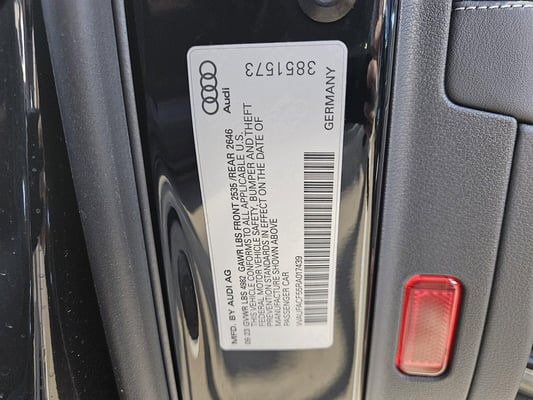 Audi
3851573
MFD. BY AUDI AG
09.23 GVWR LBS 4982 GAWR LBS FRONT 2535 /REAR 2646
THIS VEHICLE CONFORMS TO ALL APPLICABLE U.S.
FEDERAL MOTOR VEHICLE SAFETY, BUMPER AND THEFT
PREVENTION STANDARDS IN EFFECT ON THE DATE OF
MANUFACTURE SHOWN ABOVE
PASSENGER CAR
WAUFACF55RA017439
GERMANY